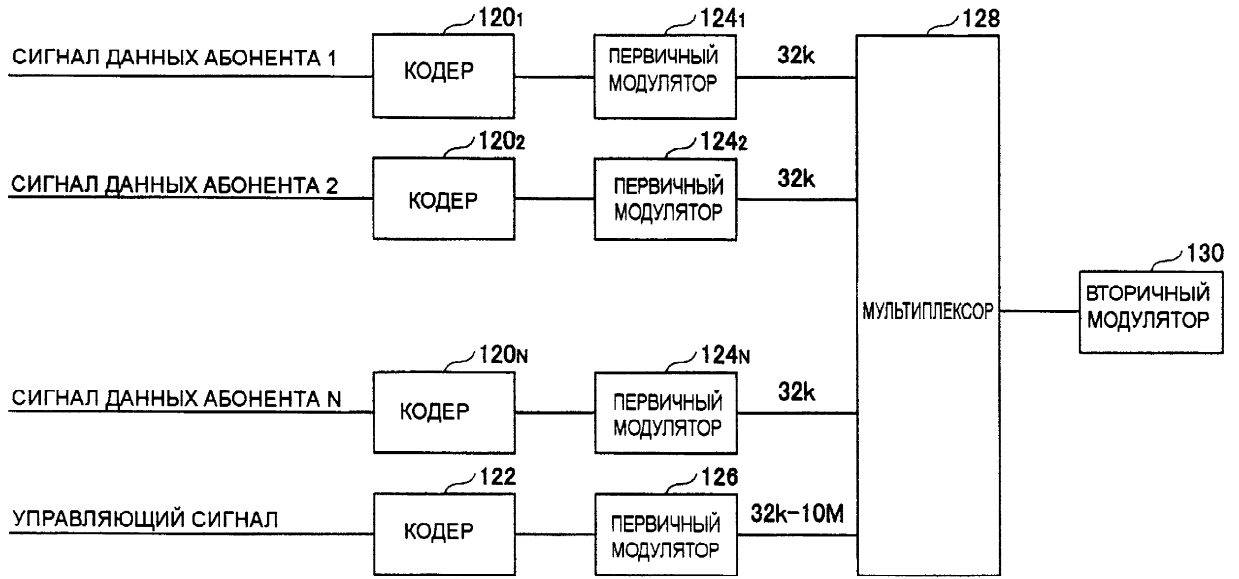 120₁ 124₁ 128
СИГНАЛ ДАННЫХ АБОНЕНТА 1 КОДЕР ПЕРВИЧНЫЙ МОДУЛЯТОР 32k
120₂ 124₂
СИГНАЛ ДАННЫХ АБОНЕНТА 2 КОДЕР ПЕРВИЧНЫЙ МОДУЛЯТОР 32k
130
МУЛЬТИПЛЕКСОР
ВТОРИЧНЫЙ
МОДУЛЯТОР
120N 124N
СИГНАЛ ДАННЫХ АБОНЕНТА N КОДЕР ПЕРВИЧНЫЙ МОДУЛЯТОР 32k
122 126
УПРАВЛЯЮЩИЙ СИГНАЛ КОДЕР ПЕРВИЧНЫЙ МОДУЛЯТОР 32k-10M